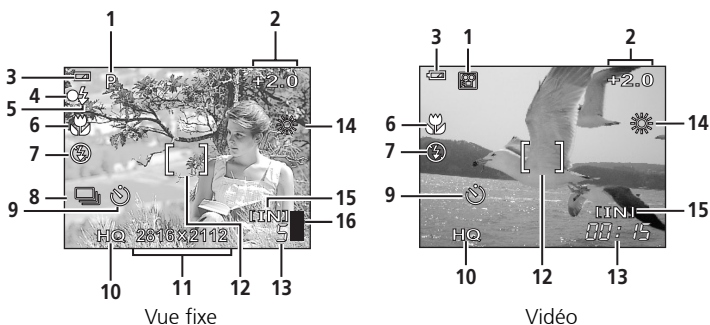 1 2
3 P +2.0
4
5
6
7 14
8 15
9 [IN] 16
HQ 2816×2112 5
10 11 12 13
Vue fixe
3 1 2
+2.0
6 14
7
9 [IN] 15
HQ 00:15
10 12 13
Vidéo